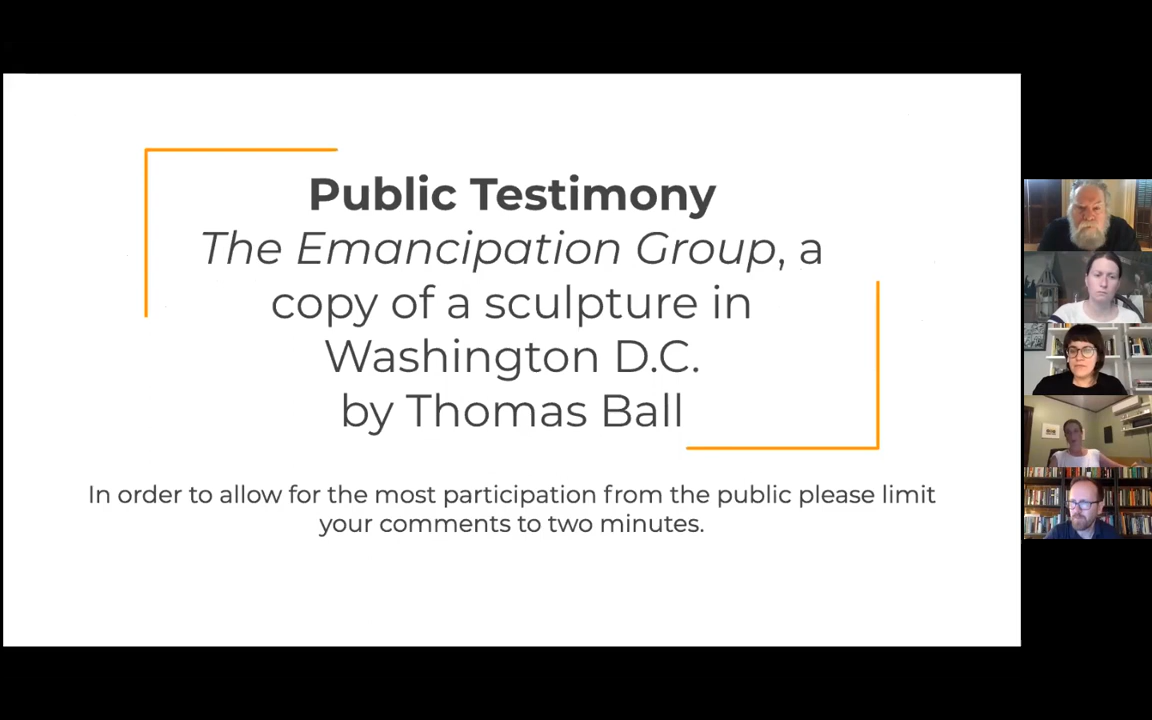 Public Testimony
The Emancipation Group, a
copy of a sculpture in
Washington D.C.
by Thomas Ball
In order to allow for the most participation from the public please limit
your comments to two minutes.